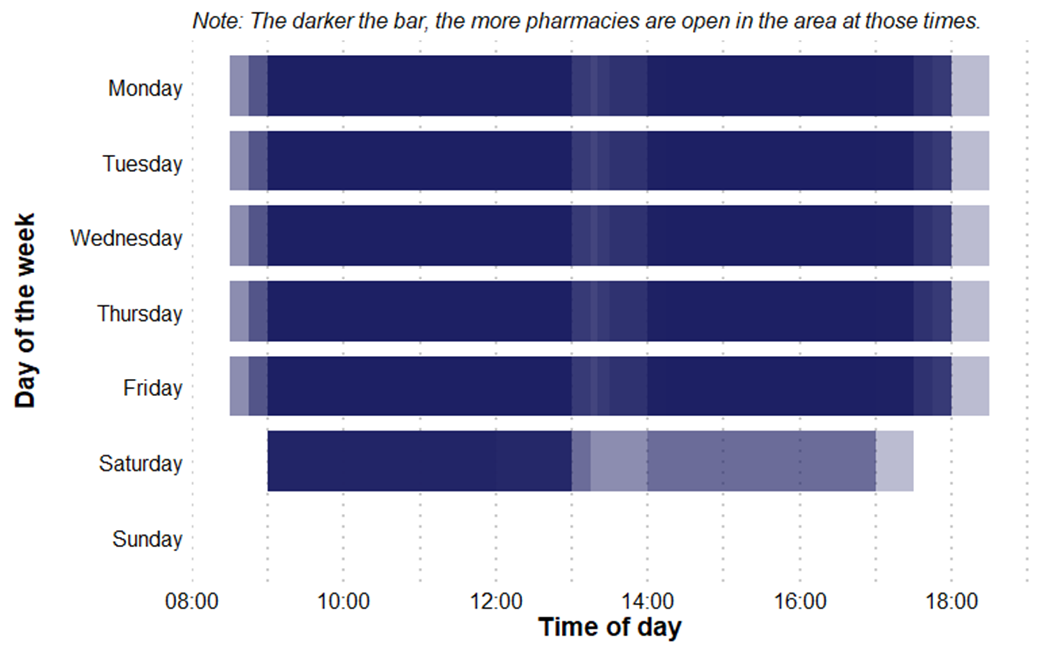 Note: The darker the bar, the more pharmacies are open in the area at those times.
Day of the week
Monday
Tuesday
Wednesday
Thursday
Friday
Saturday
Sunday
08:00 10:00 12:00 14:00 16:00 18:00
Time of day